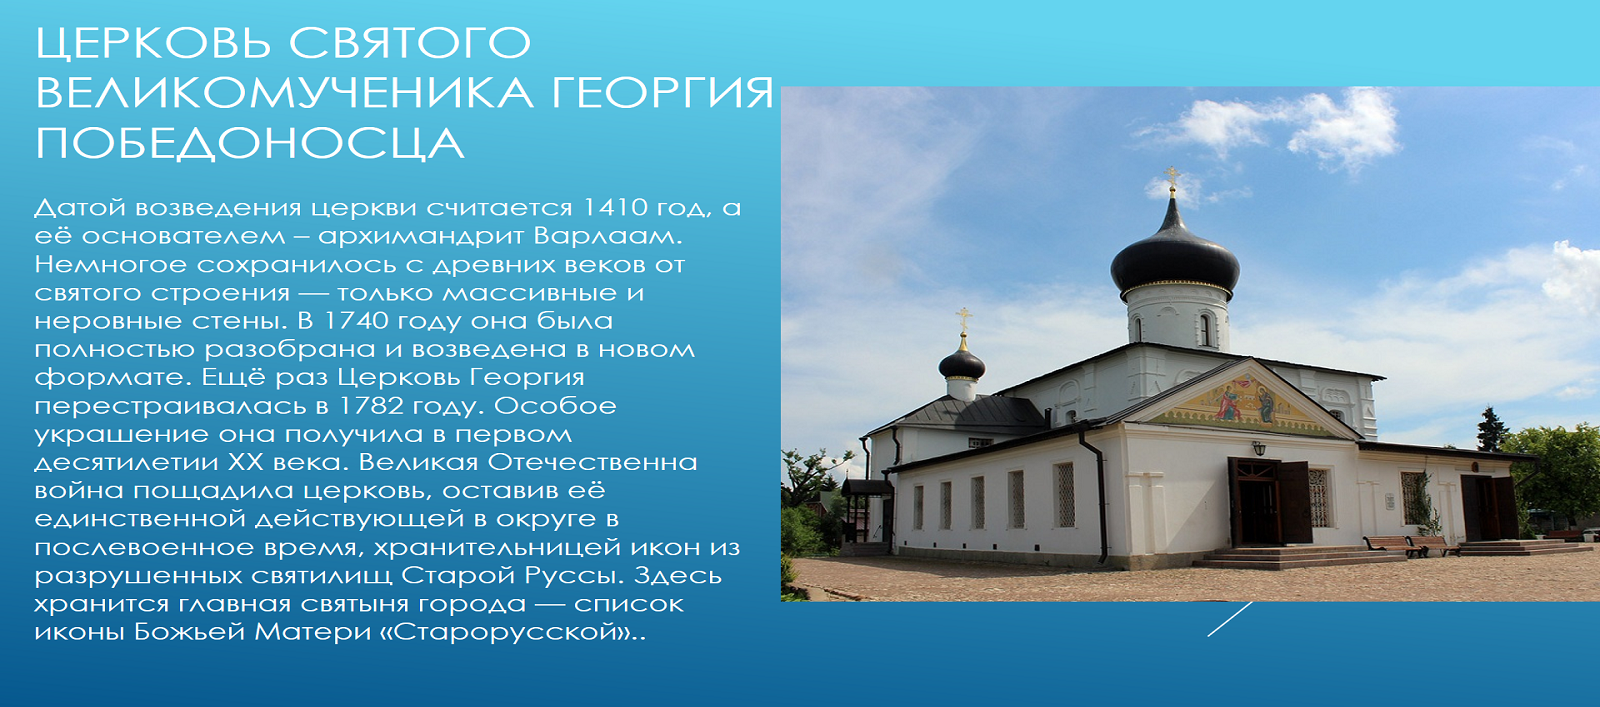 ЦЕРКОВЬ СВЯТОГО
ВЕЛИКОМУЧЕНИКА ГЕОРГИЯ
ПОБЕДОНОСЦА
Датой возведения церкви считается 1410 год, а
её основателем – архимандрит Варлаам.
Немногое сохранилось с древних веков от
святого строения — только массивные и
неровные стены. В 1740 году она была
полностью разобрана и возведена в новом
формате. Ещё раз Церковь Георгия
перестраивалась в 1782 году. Особое
украшение она получила в первом
десятилетии XX века. Великая Отечественна
война пощадила церковь, оставив её
единственной действующей в округе в
послевоенное время, хранительницей икон из
разрушенных святилищ Старой Руссы. Здесь
хранится главная святыня города — список
иконы Божьей Матери «Старорусской»..